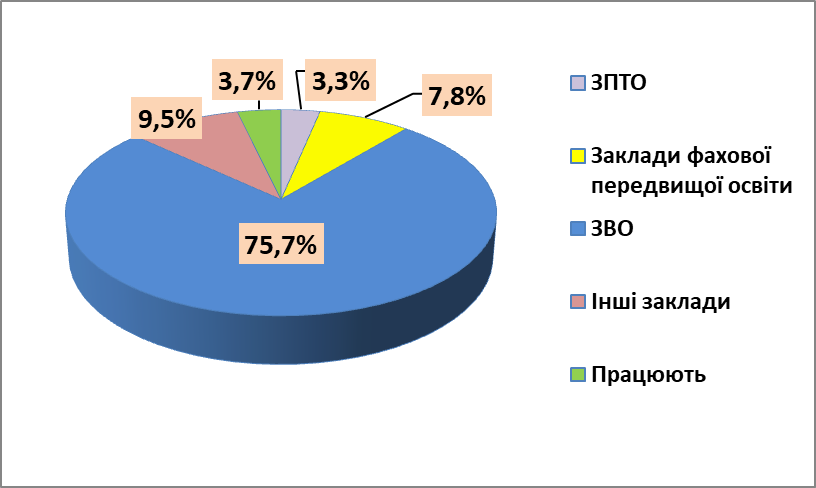 3,7%
3,3%
7,8%
9,5%
75,7%
ЗПТО
Заклади фахової
передвищої освіти
ЗВО
Інші заклади
Працюють